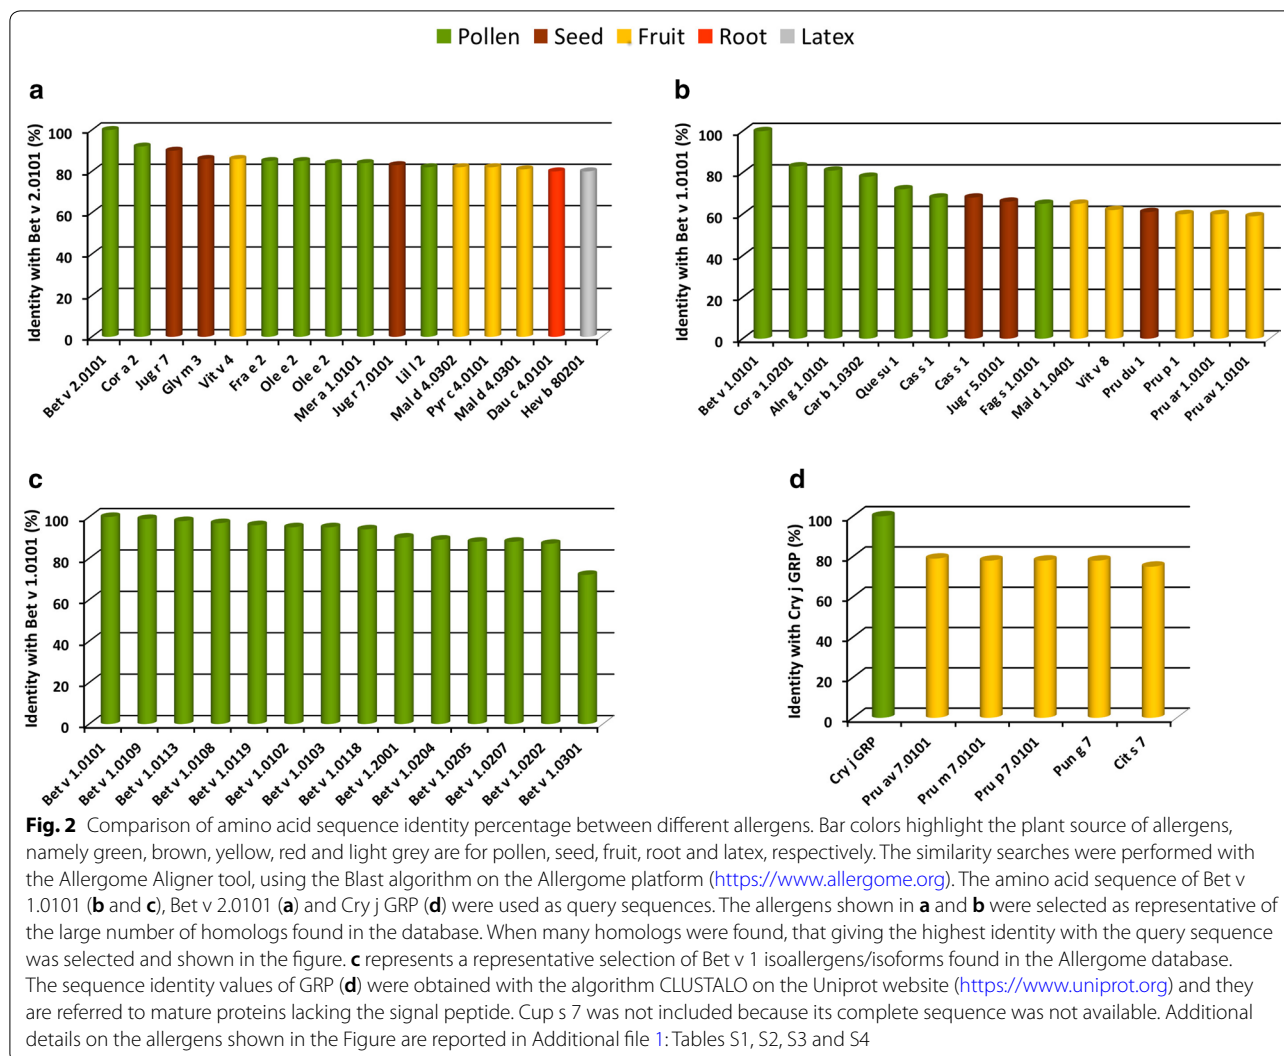 Pollen Seed Fruit Root Latex
a
Identity with Bet v 2.0101 (%)
100
80
60
40
20
0
Bet v 2.0101
Cor a 2
Jug r 7
Gly m 3
Vit v 4
Fra e 2
Ole e 2
Ole e 2
Mer a 1.0101
Jug r 7.0101
Lil l 2
Mal d 4.0302
Pyr c 4.0101
Mal d 4.0301
Dau c 4.0101
Hev b 80201
b
Identity with Bet v 1.0101 (%)
100
80
60
40
20
0
Bet v 1.0101
Cor a 1.0201
Aln g 1.0101
Car b 1.0302
Que su 1
Cas s 1
Cas s 1
Jug r 5.0101
Fag s 1.0101
Mal d 1.0401
Vit v 8
Pru du 1
Pru p 1
Pru ar 1.0101
Pru av 1.0101
c
Identity with Bet v 1.0101 (%)
100
80
60
40
20
0
Bet v 1.0101
Bet v 1.0109
Bet v 1.0113
Bet v 1.0108
Bet v 1.0119
Bet v 1.0102
Bet v 1.0103
Bet v 1.0118
Bet v 1.2001
Bet v 1.0204
Bet v 1.0205
Bet v 1.0207
Bet v 1.0202
Bet v 1.0301
d
Identity with Cry j GRP (%)
100
80
60
40
20
0
Cry j GRP
Pru av 7.0101
Pru m 7.0101
Pru p 7.0101
Pun g 7
Cit s 7
Fig. 2 Comparison of amino acid sequence identity percentage between different allergens. Bar colors highlight the plant source of allergens,
namely green, brown, yellow, red and light grey are for pollen, seed, fruit, root and latex, respectively. The similarity searches were performed with
the Allergome Aligner tool, using the Blast algorithm on the Allergome platform (https://www.allergome.org). The amino acid sequence of Bet v
1.0101 (b and c), Bet v 2.0101 (a) and Cry j GRP (d) were used as query sequences. The allergens shown in a and b were selected as representative of
the large number of homologs found in the database. When many homologs were found, that giving the highest identity with the query sequence
was selected and shown in the figure. c represents a representative selection of Bet v 1 isoallergens/isoforms found in the Allergome database.
The sequence identity values of GRP (d) were obtained with the algorithm CLUSTALO on the Uniprot website (https://www.uniprot.org) and they
are referred to mature proteins lacking the signal peptide. Cup s 7 was not included because its complete sequence was not available. Additional
details on the allergens shown in the Figure are reported in Additional file 1: Tables S1, S2, S3 and S4